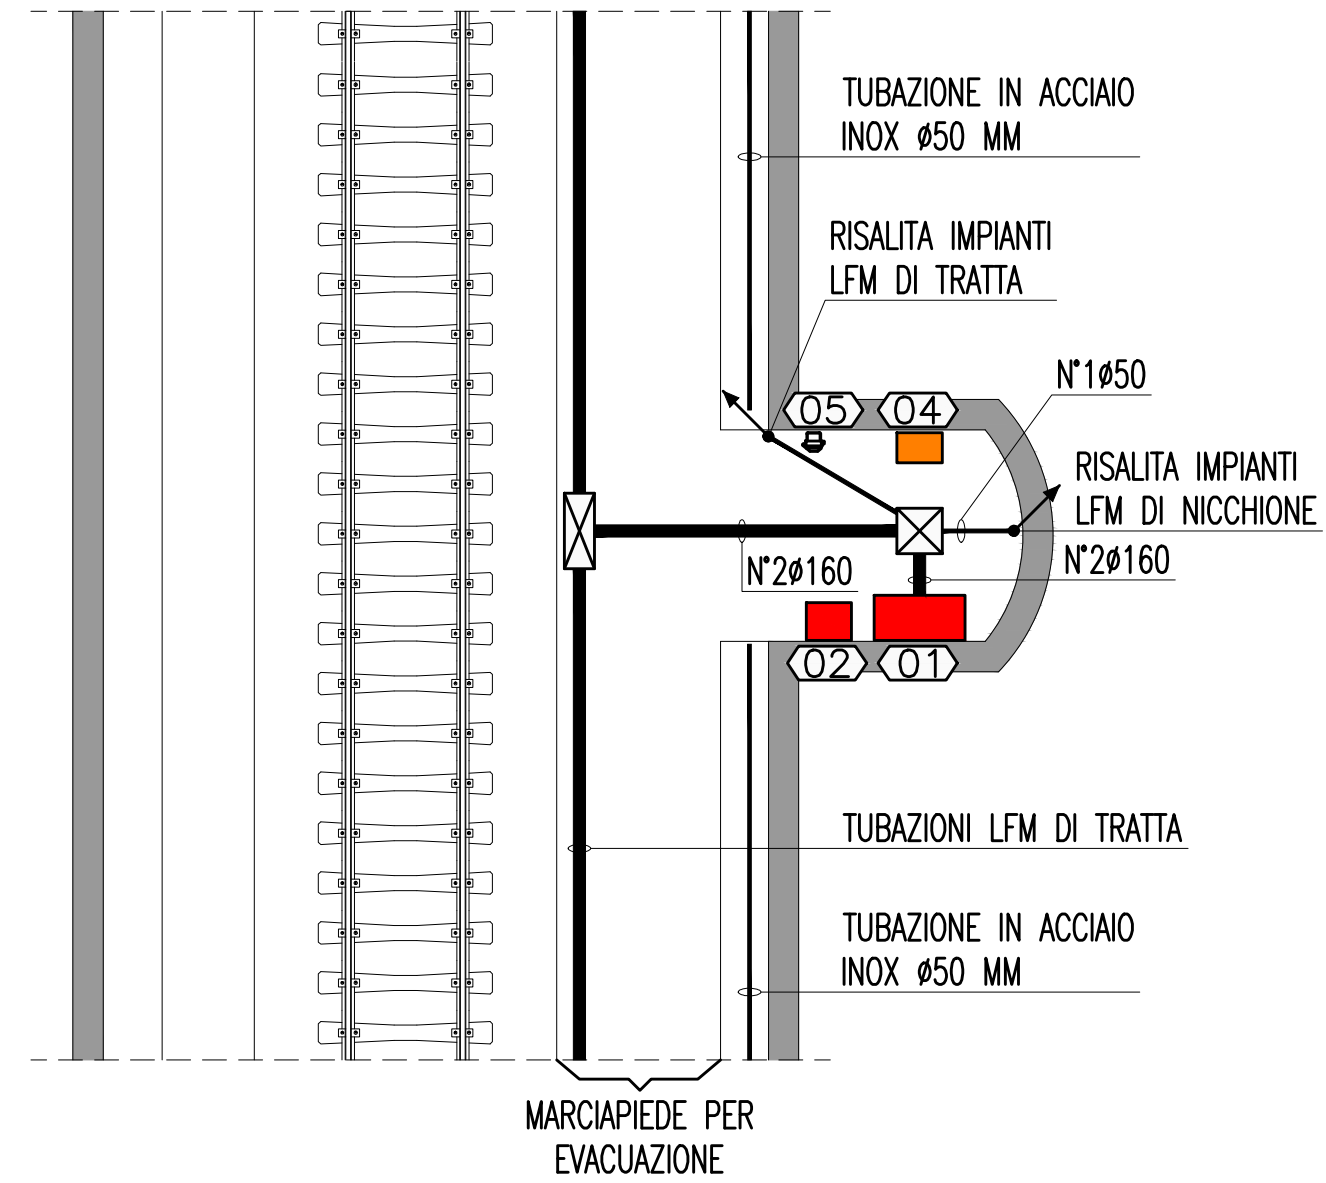 TUBAZIONE IN ACCIAIO
INOX ø50 MM
RISALITA IMPIANTI
LFM DI TRATTA
N°1ø50
05
04
RISALITA IMPIANTI
LFM DI NICCHIONE
N°2ø160
N°2ø160
02
01
TUBAZIONI LFM DI TRATTA
TUBAZIONE IN ACCIAIO
INOX ø50 MM
MARCIAPIEDE PER
EVACUAZIONE